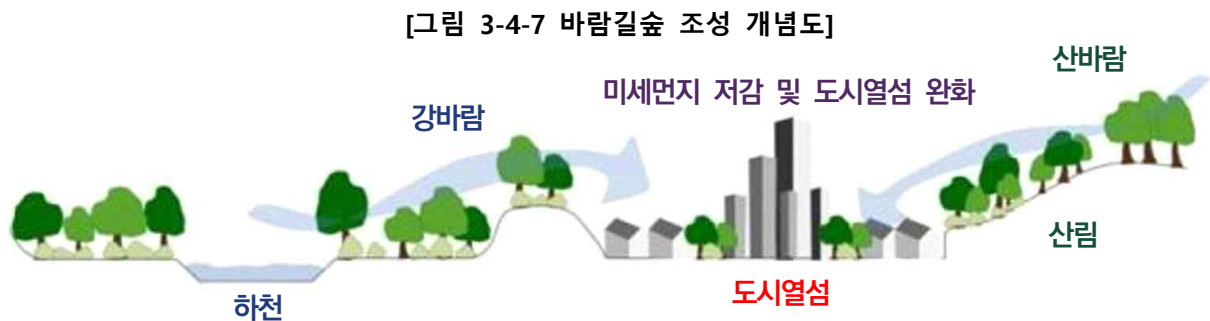 [그림 3-4-7 바람길숲 조성 개념도]
산바람
미세먼지 저감 및 도시열섬 완화
강바람
산림
도시열섬
하천